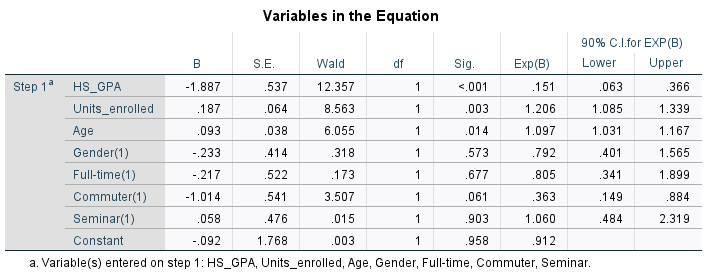 Variables in the Equation
90% C.I.for EXP(B)
B S.E. Wald df Sig. Exp(B) Lower Upper
Step 1 a HS_GPA -1.887 .537 12.357 1 <.001 .151 .063 .366
Units_enrolled .187 .064 8.563 1 .003 1.206 1.085 1.339
Age .093 .038 6.055 1 .014 1.097 1.031 1.167
Gender(1) -.233 .414 .318 1 .573 .792 .401 1.565
Full-time(1) -.217 .522 .173 1 .677 .805 .341 1.899
Commuter(1) -1.014 .541 3.507 1 .061 .363 .149 .884
Seminar(1) .058 .476 .015 1 .903 1.060 .484 2.319
Constant -.092 1.768 .003 1 .958 .912
a. Variable(s) entered on step 1: HS_GPA, Units_enrolled, Age, Gender, Full-time, Commuter, Seminar.